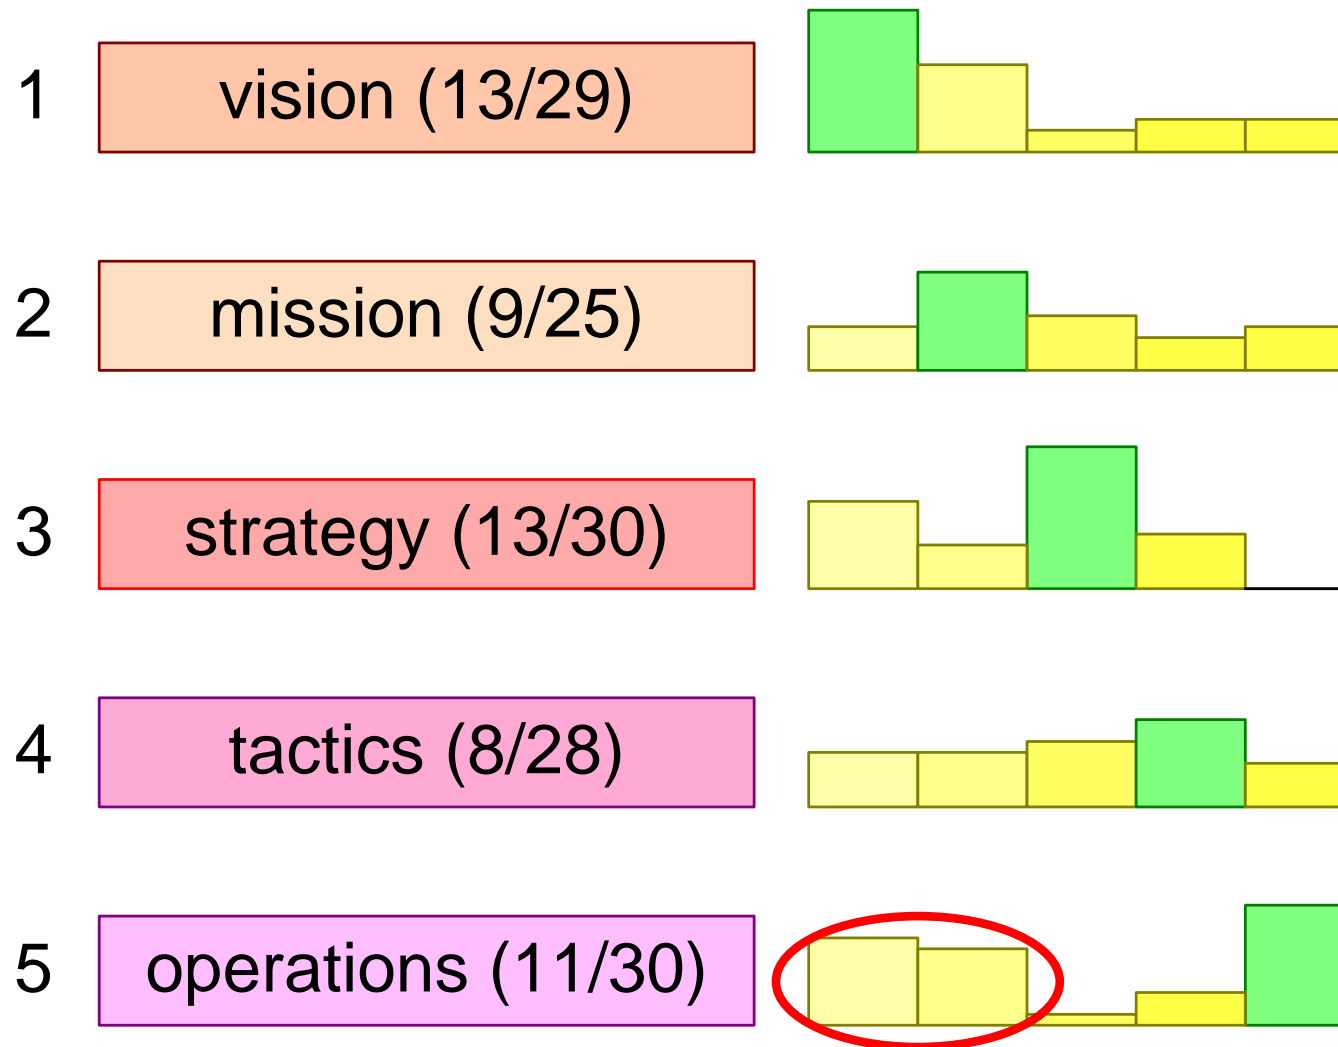 1 vision (13/29)
2 mission (9/25)
3 strategy (13/30)
4 tactics (8/28)
5 operations (11/30)